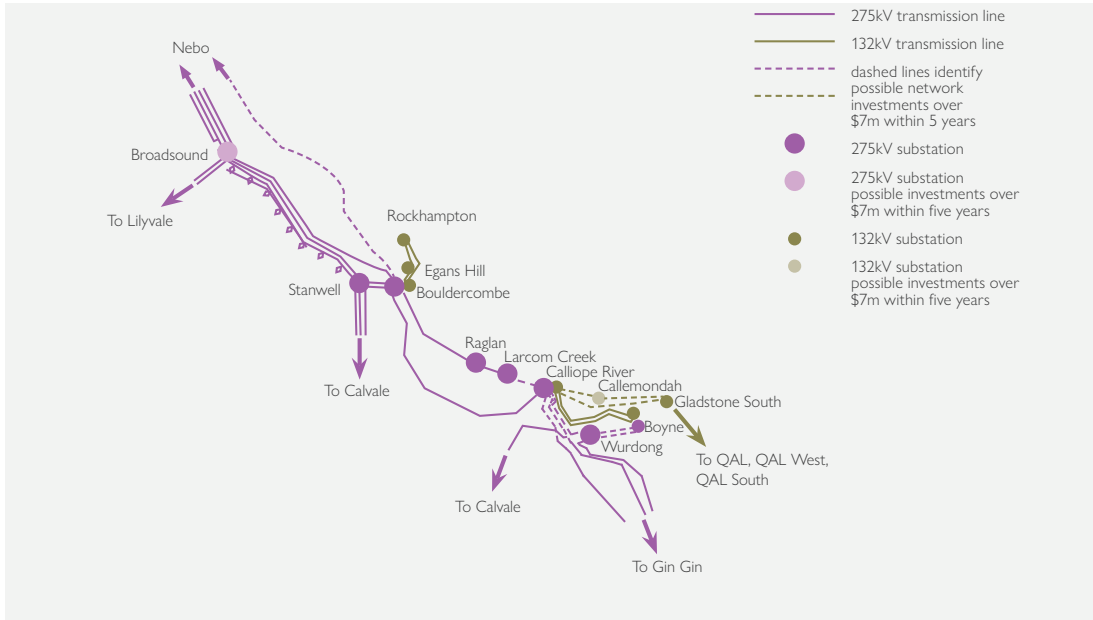 275kV transmission line
132kV transmission line
dashed lines identify
possible network
investments over
$7m within 5 years
275kV substation
275kV substation
possible investments over
$7m within five years
132kV substation
132kV substation
possible investments over
$7m within five years
Nebo
Broadsound
To Lilyvale
Rockhampton
Egans Hill
Stanwell
Bouldercombe
Raglan
Larcom Creek
Calliope River
To Calvale
Callemondah
Gladstone South
Boyne
Wurdong
To QAL, QAL West,
QAL South
To Calvale
To Gin Gin